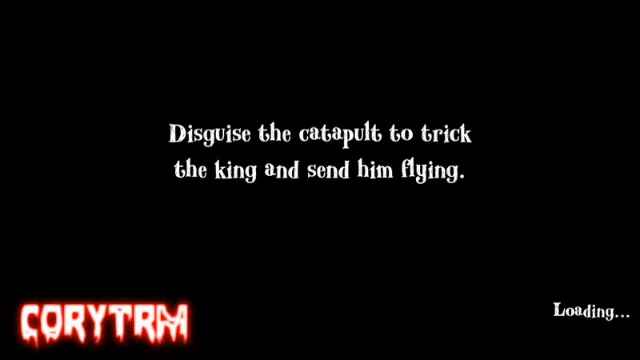 Disguise the catapult to trick
the king and send him flying.
Loading...
CORYTRM